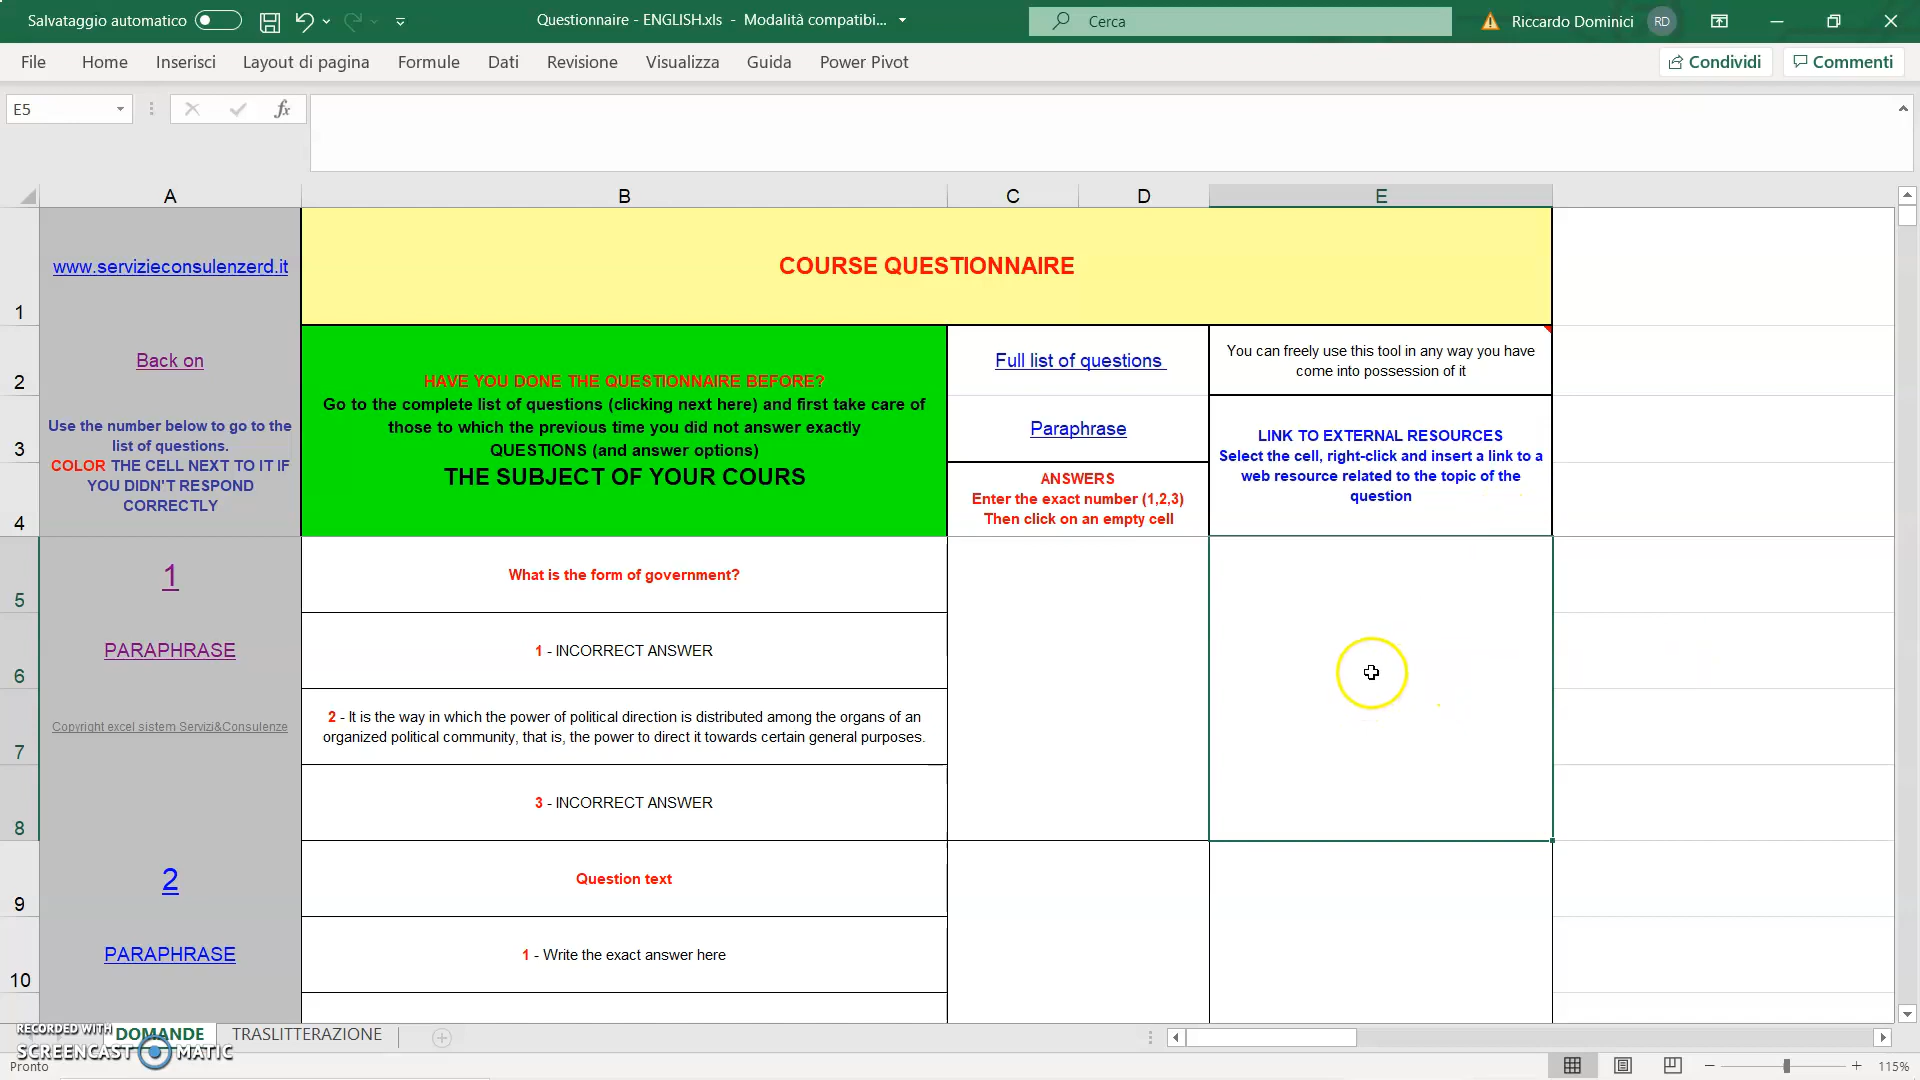 Salvataggio automatico
Questionnaire - ENGLISH.xls - Modalità compatibi...
Cerca
Riccardo Dominici RD
File Home Inserisci Layout di pagina Formule Dati Revisione Visualizza Guida Power Pivot
Condividi Commenti
E5 fx
A B C D E
1
www.servizieconsulenzerd.it
COURSE QUESTIONNAIRE
2
Back on
HAVE YOU DONE THE QUESTIONNAIRE BEFORE?
Go to the complete list of questions (clicking next here) and first take care of
those to which the previous time you did not answer exactly
QUESTIONS (and answer options)
THE SUBJECT OF YOUR COURS
Full list of questions
You can freely use this tool in any way you have
come into possession of it
3
Use the number below to go to the
list of questions.
COLOR THE CELL NEXT TO IT IF
YOU DIDN'T RESPOND
CORRECTLY
Paraphrase
LINK TO EXTERNAL RESOURCES
Select the cell, right-click and insert a link to a
web resource related to the topic of the
question
4
ANSWERS
Enter the exact number (1,2,3)
Then click on an empty cell
5
1
What is the form of government?
6
PARAPHRASE
1 - INCORRECT ANSWER
7
Copyright excel sistem Servizi&Consulenze
2 - It is the way in which the power of political direction is distributed among the organs of an
organized political community, that is, the power to direct it towards certain general purposes.
8
3 - INCORRECT ANSWER
9
2
Question text
10
PARAPHRASE
1 - Write the exact answer here
DOMANDE TRASLITTERAZIONE
RECORDED WITH
SCREENCAST MATIC
Pronto
115%